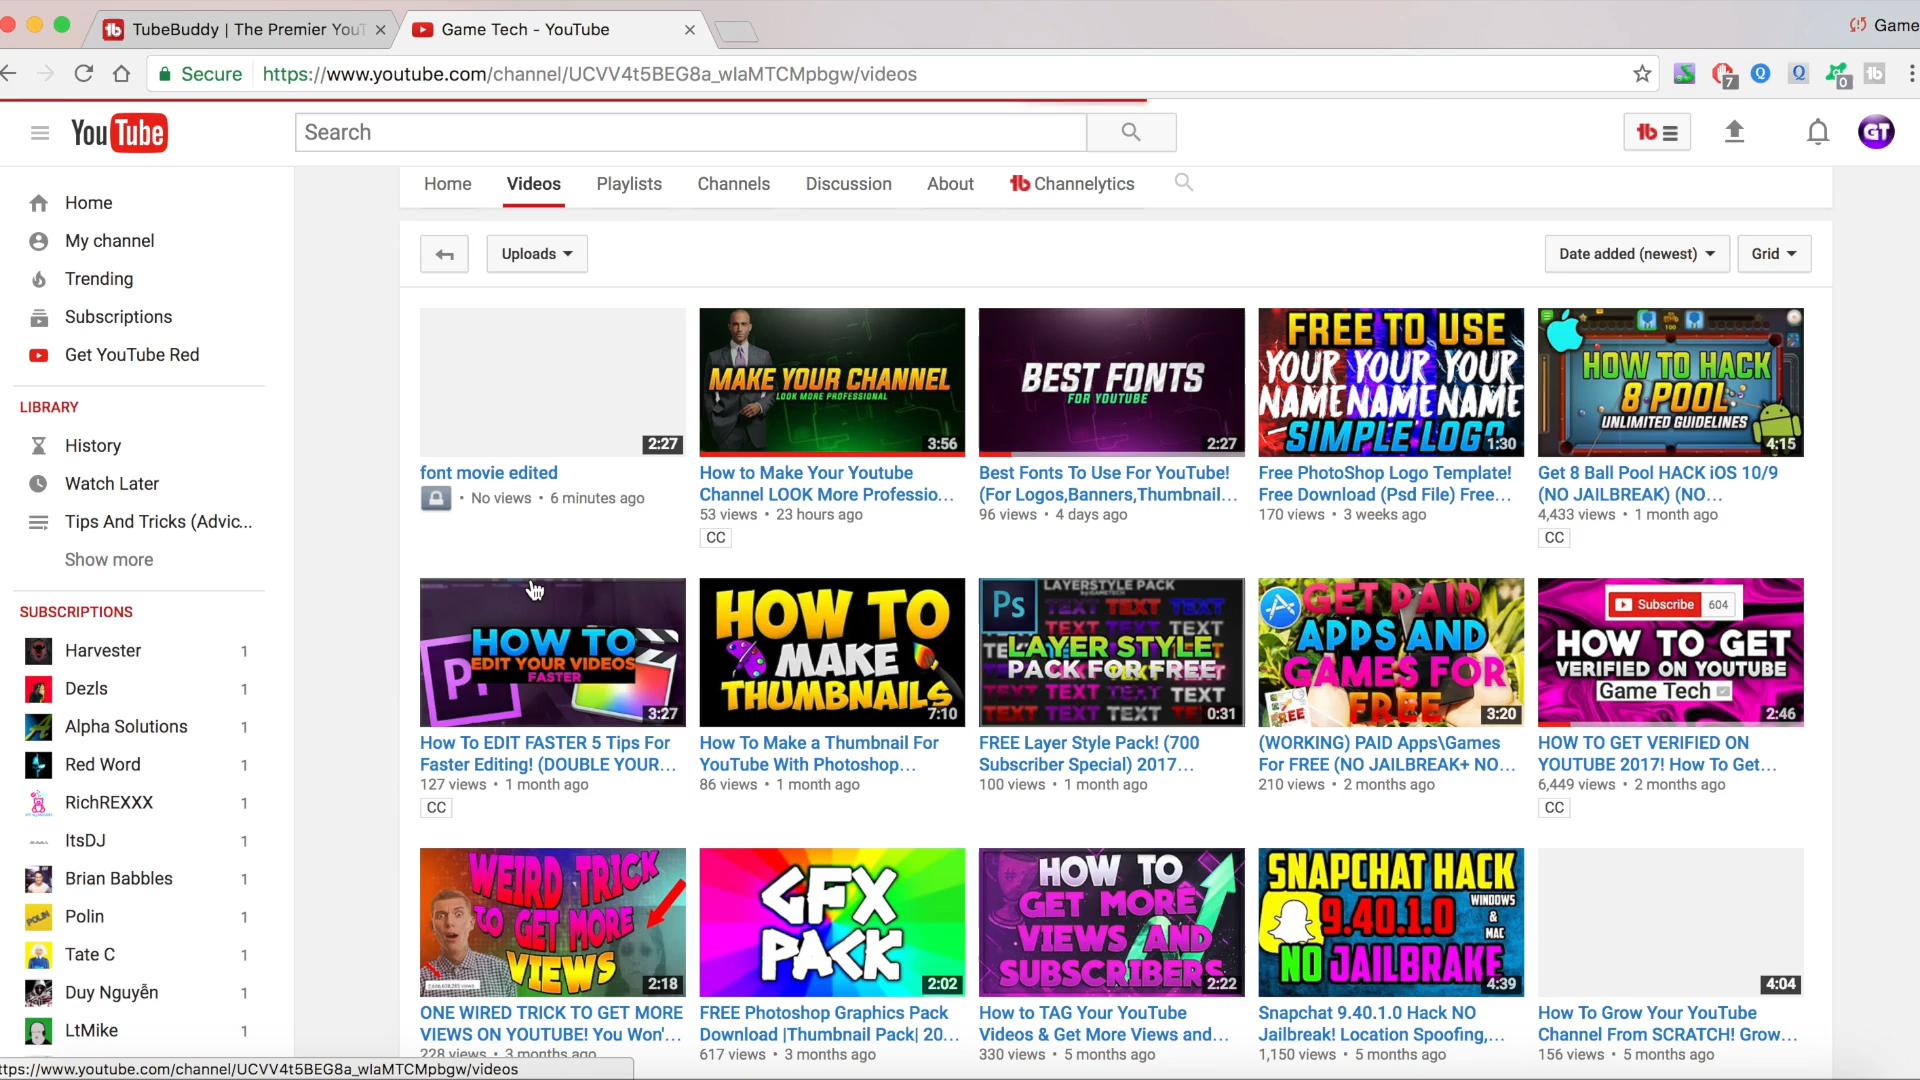 TubeBuddy | The Premier YouT
Game Tech - YouTube
Game
Secure
https://www.youtube.com/channel/UCVV4t5BEG8a_wIaMTCMpbgw/videos
7
0
YouTube
Search
GT
Home
Videos
Playlists
Channels
Discussion
About
Channelytics
Home
My channel
Trending
Subscriptions
Get YouTube Red
LIBRARY
History
Watch Later
Tips And Tricks (Advic...
Show more
SUBSCRIPTIONS
Harvester 1
Dezls 1
Alpha Solutions 1
Red Word 1
RichREXXX 1
ItsDJ 1
Brian Babbles 1
Polin 1
Tate C 1
Duy Nguyễn 1
LtMike 1
Uploads
Date added (newest)
Grid
2:27
font movie edited
• No views • 6 minutes ago
MAKE YOUR CHANNEL
LOOK MORE PROFESSIONAL
3:56
How to Make Your Youtube
Channel LOOK More Professio...
53 views • 23 hours ago
CC
BEST FONTS
FOR YOUTUBE
2:27
Best Fonts To Use For YouTube!
(For Logos,Banners,Thumbnail...
96 views • 4 days ago
FREE TO USE
YOUR YOUR YOUR
NAME NAME NAME
SIMPLE LOGO
1:30
Free PhotoShop Logo Template!
Free Download (Psd File) Free...
170 views • 3 weeks ago
HOW TO HACK
8 POOL
UNLIMITED GUIDELINES
4:15
Get 8 Ball Pool HACK iOS 10/9
(NO JAILBREAK) (NO...
4,433 views • 1 month ago
CC
HOW TO
EDIT YOUR VIDEOS
FASTER
3:27
How To EDIT FASTER 5 Tips For
Faster Editing! (DOUBLE YOUR...
127 views • 1 month ago
CC
HOW TO
MAKE
THUMBNAILS
7:10
How To Make a Thumbnail For
YouTube With Photoshop...
86 views • 1 month ago
Ps
LAYERSTYLE PACK
TEXT TEXT TEXT
LAYER STYLE
PACK FOR FREE
TEXT TEXT TEXT
0:31
FREE Layer Style Pack! (700
Subscriber Special) 2017...
100 views • 1 month ago
GET PAID
APPS AND
GAMES FOR
FREE
FREE
3:20
(WORKING) PAID Apps\Games
For FREE (NO JAILBREAK+ NO...
210 views • 2 months ago
Subscribe 604
HOW TO GET
VERIFIED ON YOUTUBE
Game Tech
2:46
HOW TO GET VERIFIED ON
YOUTUBE 2017! How To Get...
6,449 views • 2 months ago
CC
WEIRD TRICK
TO GET MORE
VIEWS
2:18
ONE WIRED TRICK TO GET MORE
VIEWS ON YOUTUBE! You Won'...
228 views • 3 months ago
GFX
PACK
2:02
FREE Photoshop Graphics Pack
Download |Thumbnail Pack| 20...
617 views • 3 months ago
HOW TO
GET MORE
VIEWS AND
SUBSCRIBERS
2:22
How to TAG Your YouTube
Videos & Get More Views and...
330 views • 5 months ago
SNAPCHAT HACK
9.40.1.0
WINDOWS
&
MAC
NO JAILBRAKE
4:39
Snapchat 9.40.1.0 Hack NO
Jailbreak! Location Spoofing,...
1,150 views • 5 months ago
4:04
How To Grow Your YouTube
Channel From SCRATCH! Grow...
156 views • 5 months ago
ttps://www.youtube.com/channel/UCVV4t5BEG8a_wIaMTCMpbgw/videos